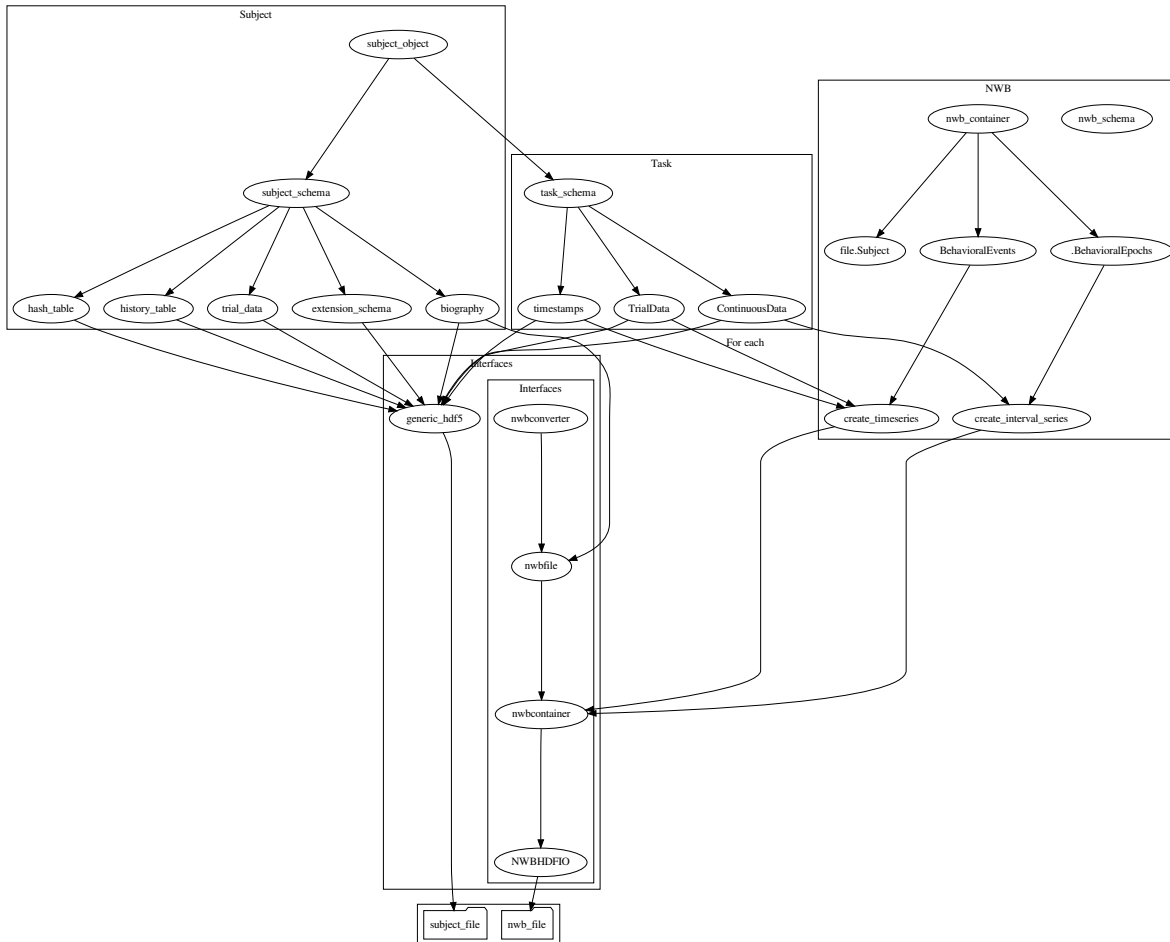 Subject
subject_object
NWB
nwb_container
nwb_schema
Task
subject_schema
task_schema
file.Subject
BehavioralEvents
.BehavioralEpochs
hash_table
history_table
trial_data
extension_schema
biography
timestamps
TrialData
ContinuousData
For each
Interfaces
Interfaces
generic_hdf5
nwbconverter
create_timeseries
create_interval_series
nwbfile
nwbcontainer
NWBHDFIO
subject_file
nwb_file